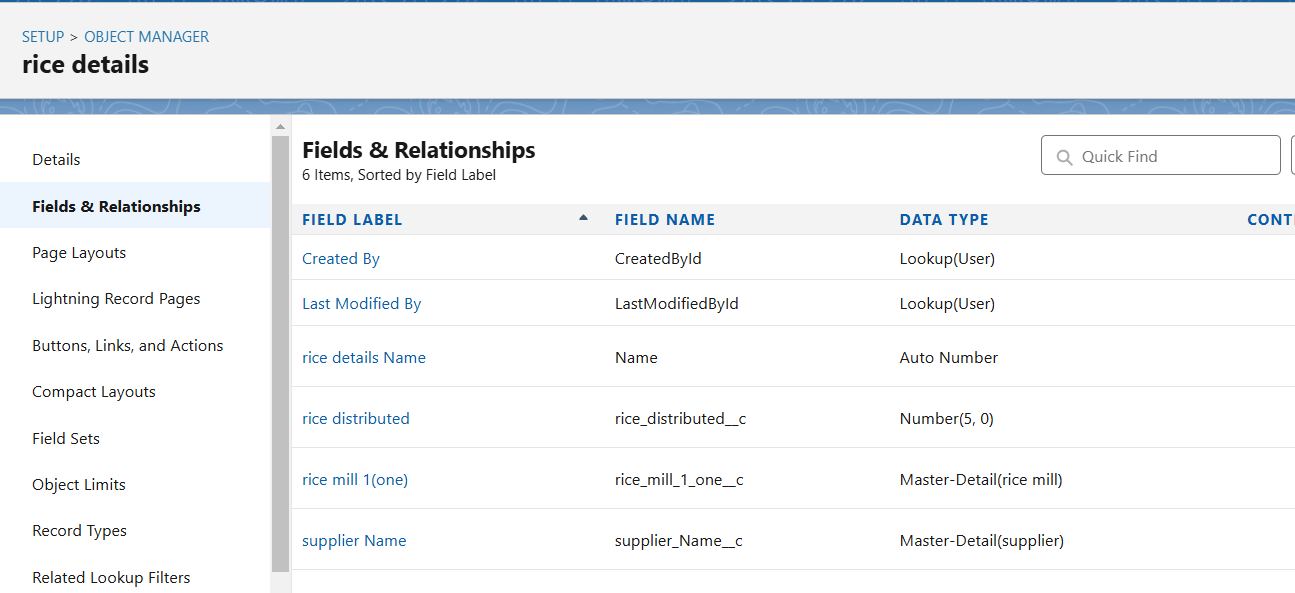 SETUP > OBJECT MANAGER
rice details
Details
Fields & Relationships
Page Layouts
Lightning Record Pages
Buttons, Links, and Actions
Compact Layouts
Field Sets
Object Limits
Record Types
Related Lookup Filters
Fields & Relationships
6 Items, Sorted by Field Label
Quick Find
FIELD LABEL FIELD NAME DATA TYPE CONT
Created By CreatedById Lookup(User)
Last Modified By LastModifiedById Lookup(User)
rice details Name Name Auto Number
rice distributed rice_distributed__c Number(5, 0)
rice mill 1(one) rice_mill_1_one__c Master-Detail(rice mill)
supplier Name supplier_Name__c Master-Detail(supplier)